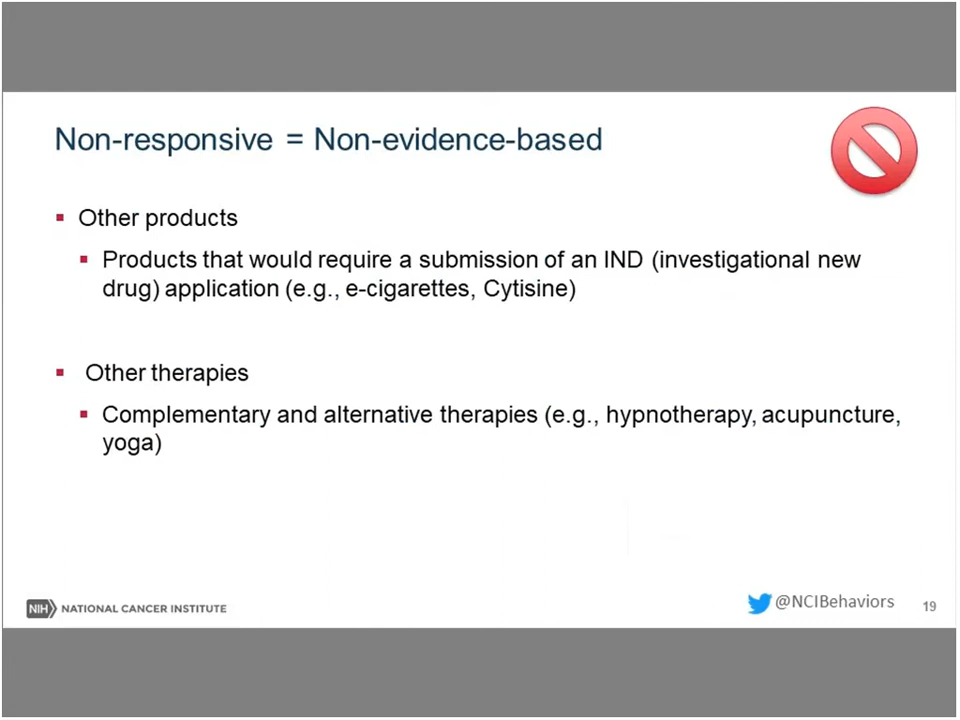 Non-responsive = Non-evidence-based
▪ Other products
▪ Products that would require a submission of an IND (investigational new
drug) application (e.g., e-cigarettes, Cytisine)
▪ Other therapies
▪ Complementary and alternative therapies (e.g., hypnotherapy, acupuncture,
yoga)
NIH NATIONAL CANCER INSTITUTE
@NCIBehaviors 19